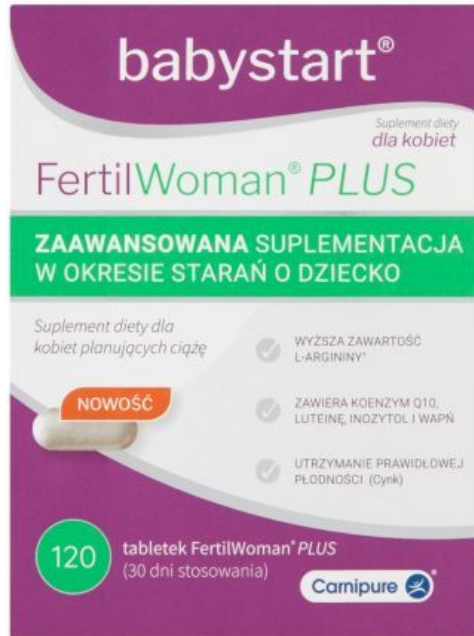 babystart®
Suplement diety
dla kobiet
FertilWoman® PLUS
ZAAWANSOWANA SUPLEMENTACJA
W OKRESIE STARAŃ O DZIECKO
Suplement diety dla
kobiet planujących ciążę
WYŻSZA ZAWARTOŚĆ
L-ARGININY*
NOWOŚĆ
ZAWIERA KOENZYM Q10,
LUTEINĘ, INOZYTOL I WAPŃ
UTRZYMANIE PRAWIDŁOWEJ
PŁODNOŚCI (Cynk)
120
tabletek FertilWoman® PLUS
(30 dni stosowania)
Carnipure®